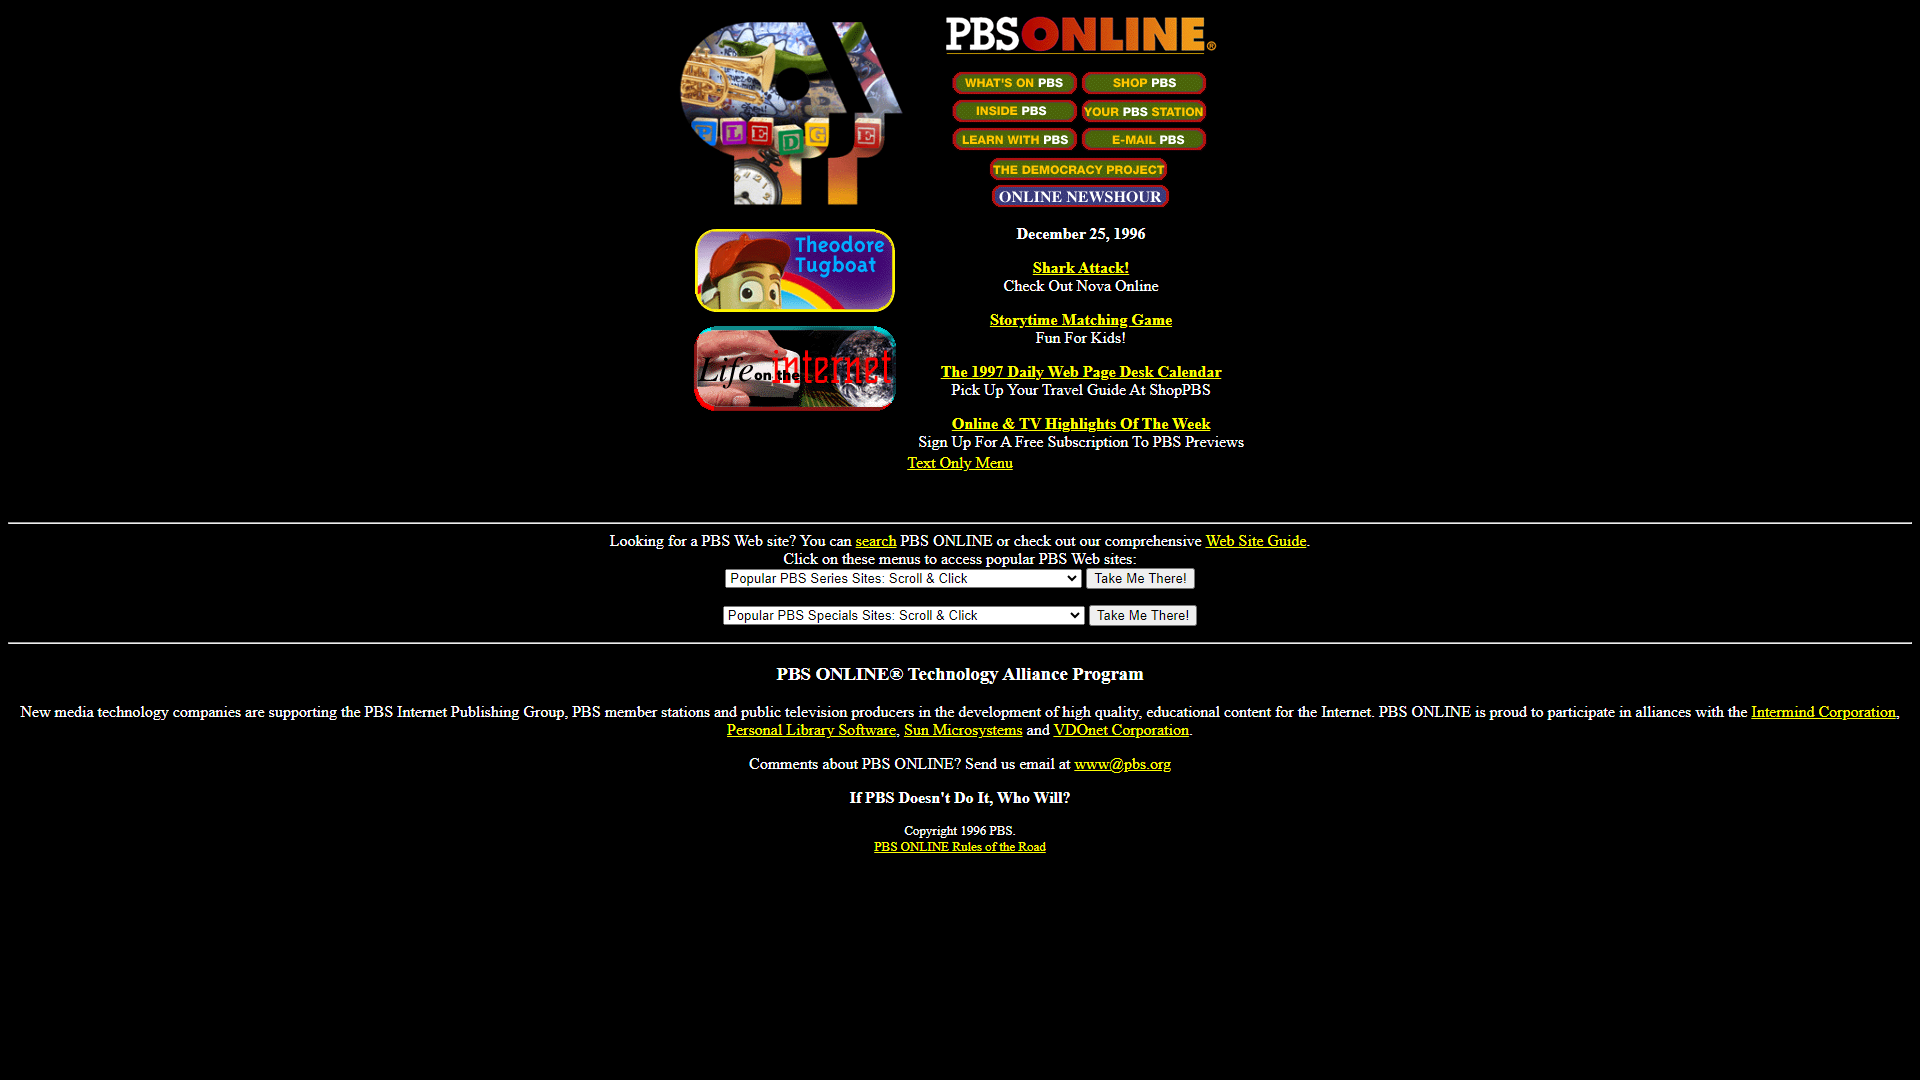 PBS ONLINE®
PLEDGE
WHAT'S ON PBS
SHOP PBS
INSIDE PBS
YOUR PBS STATION
LEARN WITH PBS
E-MAIL PBS
THE DEMOCRACY PROJECT
ONLINE NEWSHOUR
Theodore
Tugboat
Life on the internet
December 25, 1996
Shark Attack!
Check Out Nova Online
Storytime Matching Game
Fun For Kids!
The 1997 Daily Web Page Desk Calendar
Pick Up Your Travel Guide At ShopPBS
Online & TV Highlights Of The Week
Sign Up For A Free Subscription To PBS Previews
Text Only Menu
Looking for a PBS Web site? You can search PBS ONLINE or check out our comprehensive Web Site Guide.
Click on these menus to access popular PBS Web sites:
Popular PBS Series Sites: Scroll & Click Take Me There!
Popular PBS Specials Sites: Scroll & Click Take Me There!
PBS ONLINE® Technology Alliance Program
New media technology companies are supporting the PBS Internet Publishing Group, PBS member stations and public television producers in the development of high quality, educational content for the Internet. PBS ONLINE is proud to participate in alliances with the Intermind Corporation,
Personal Library Software, Sun Microsystems and VDOnet Corporation.
Comments about PBS ONLINE? Send us email at www@pbs.org
If PBS Doesn't Do It, Who Will?
Copyright 1996 PBS.
PBS ONLINE Rules of the Road